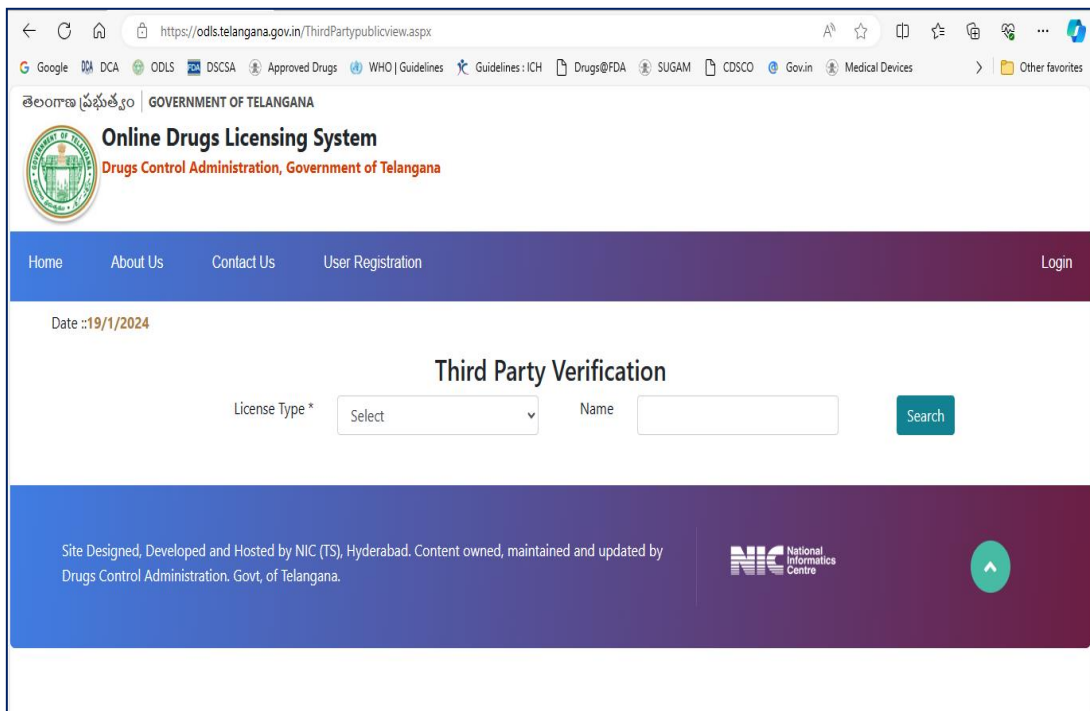 https://odls.telangana.gov.in/ThirdPartypublicview.aspx
Google DCA ODLS DSCSA Approved Drugs WHO | Guidelines Guidelines : ICH Drugs@FDA SUGAM CDSCO Gov.in Medical Devices Other favorites
తెలంగాణ ప్రభుత్వం GOVERNMENT OF TELANGANA
Online Drugs Licensing System
Drugs Control Administration, Government of Telangana
Home About Us Contact Us User Registration Login
Date ::19/1/2024
Third Party Verification
License Type * Select Name Search
Site Designed, Developed and Hosted by NIC (TS), Hyderabad. Content owned, maintained and updated by
Drugs Control Administration. Govt, of Telangana.
NIC National
Informatics
Centre